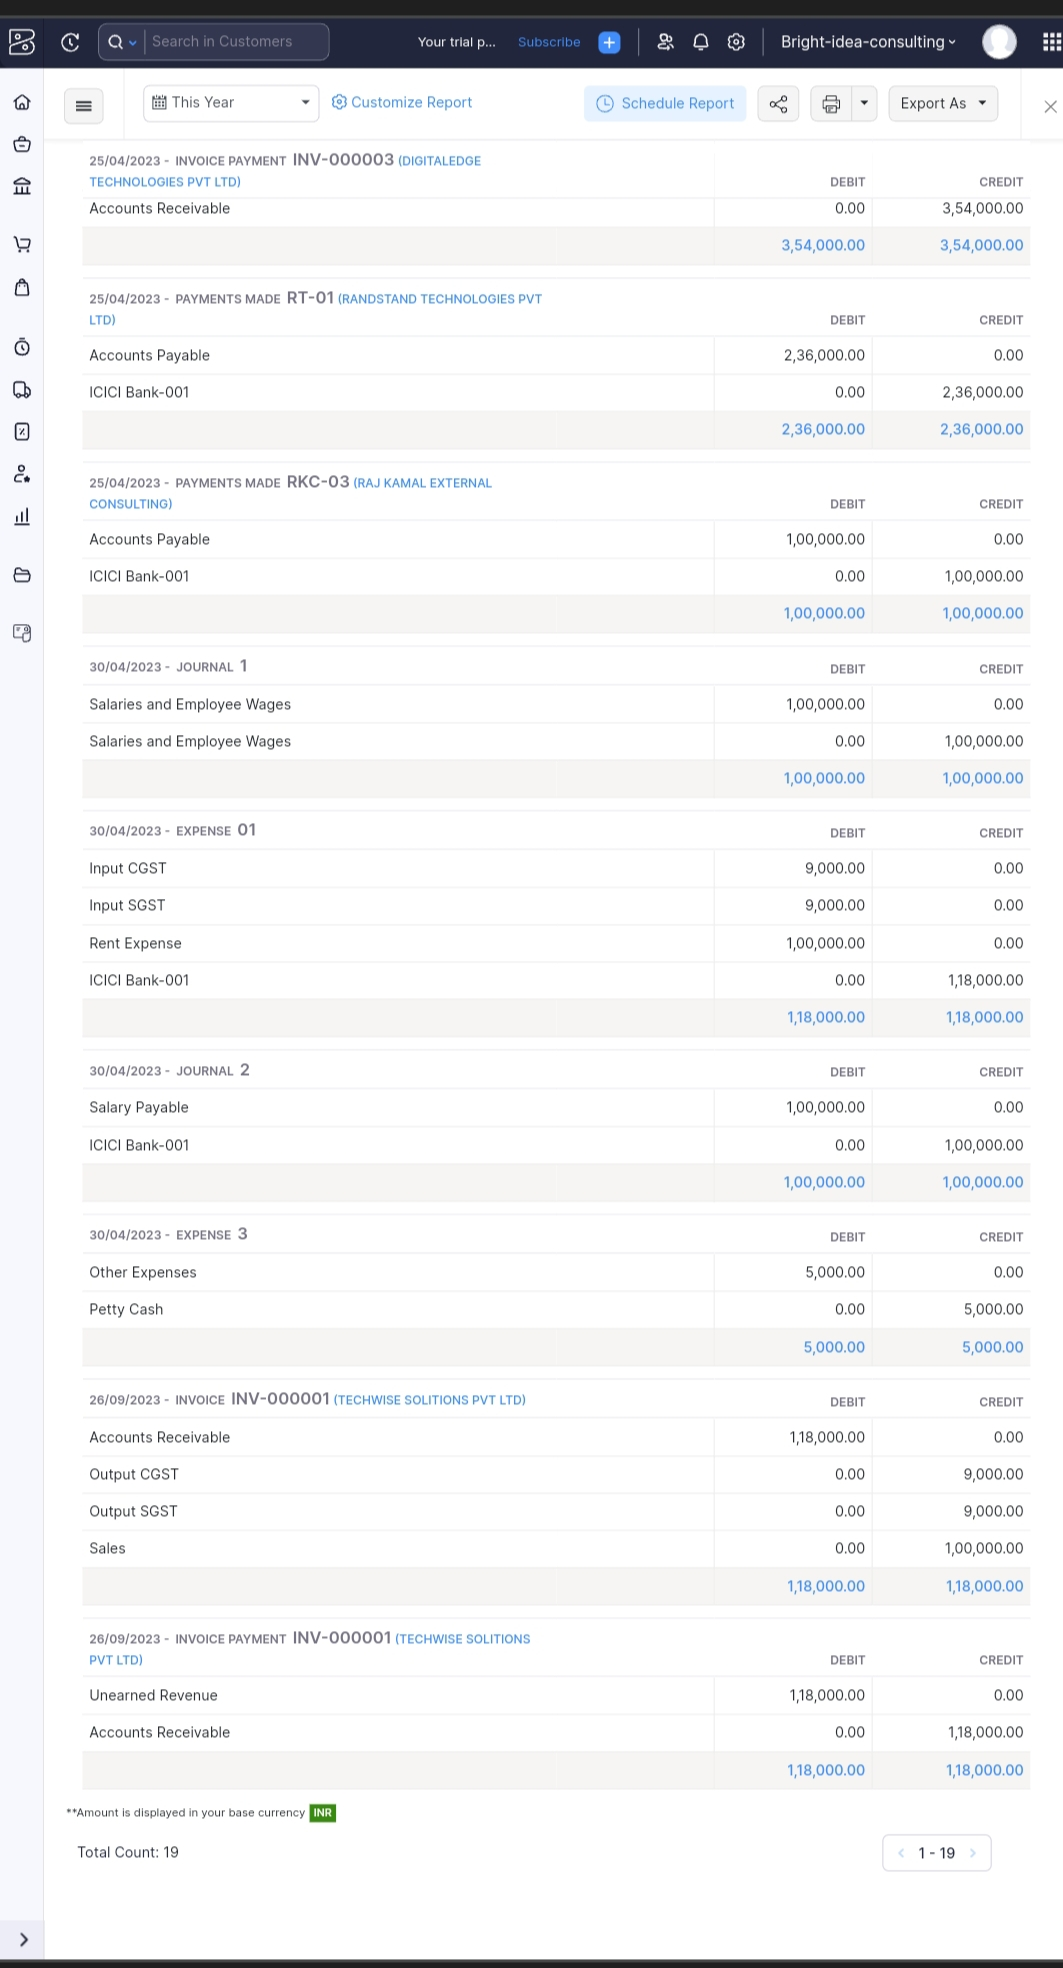 Search in Customers Your trial p... Subscribe Bright-idea-consulting
This Year Customize Report Schedule Report Export As
25/04/2023 - INVOICE PAYMENT INV-000003 (DIGITALEDGE
TECHNOLOGIES PVT LTD) DEBIT CREDIT
Accounts Receivable 0.00 3,54,000.00
3,54,000.00 3,54,000.00
25/04/2023 - PAYMENTS MADE RT-01 (RANDSTAND TECHNOLOGIES PVT
LTD) DEBIT CREDIT
Accounts Payable 2,36,000.00 0.00
ICICI Bank-001 0.00 2,36,000.00
2,36,000.00 2,36,000.00
25/04/2023 - PAYMENTS MADE RKC-03 (RAJ KAMAL EXTERNAL
CONSULTING) DEBIT CREDIT
Accounts Payable 1,00,000.00 0.00
ICICI Bank-001 0.00 1,00,000.00
1,00,000.00 1,00,000.00
30/04/2023 - JOURNAL 1 DEBIT CREDIT
Salaries and Employee Wages 1,00,000.00 0.00
Salaries and Employee Wages 0.00 1,00,000.00
1,00,000.00 1,00,000.00
30/04/2023 - EXPENSE 01 DEBIT CREDIT
Input CGST 9,000.00 0.00
Input SGST 9,000.00 0.00
Rent Expense 1,00,000.00 0.00
ICICI Bank-001 0.00 1,18,000.00
1,18,000.00 1,18,000.00
30/04/2023 - JOURNAL 2 DEBIT CREDIT
Salary Payable 1,00,000.00 0.00
ICICI Bank-001 0.00 1,00,000.00
1,00,000.00 1,00,000.00
30/04/2023 - EXPENSE 3 DEBIT CREDIT
Other Expenses 5,000.00 0.00
Petty Cash 0.00 5,000.00
5,000.00 5,000.00
26/09/2023 - INVOICE INV-000001 (TECHWISE SOLITIONS PVT LTD) DEBIT CREDIT
Accounts Receivable 1,18,000.00 0.00
Output CGST 0.00 9,000.00
Output SGST 0.00 9,000.00
Sales 0.00 1,00,000.00
1,18,000.00 1,18,000.00
26/09/2023 - INVOICE PAYMENT INV-000001 (TECHWISE SOLITIONS
PVT LTD) DEBIT CREDIT
Unearned Revenue 1,18,000.00 0.00
Accounts Receivable 0.00 1,18,000.00
1,18,000.00 1,18,000.00
**Amount is displayed in your base currency INR
Total Count: 19 1 - 19